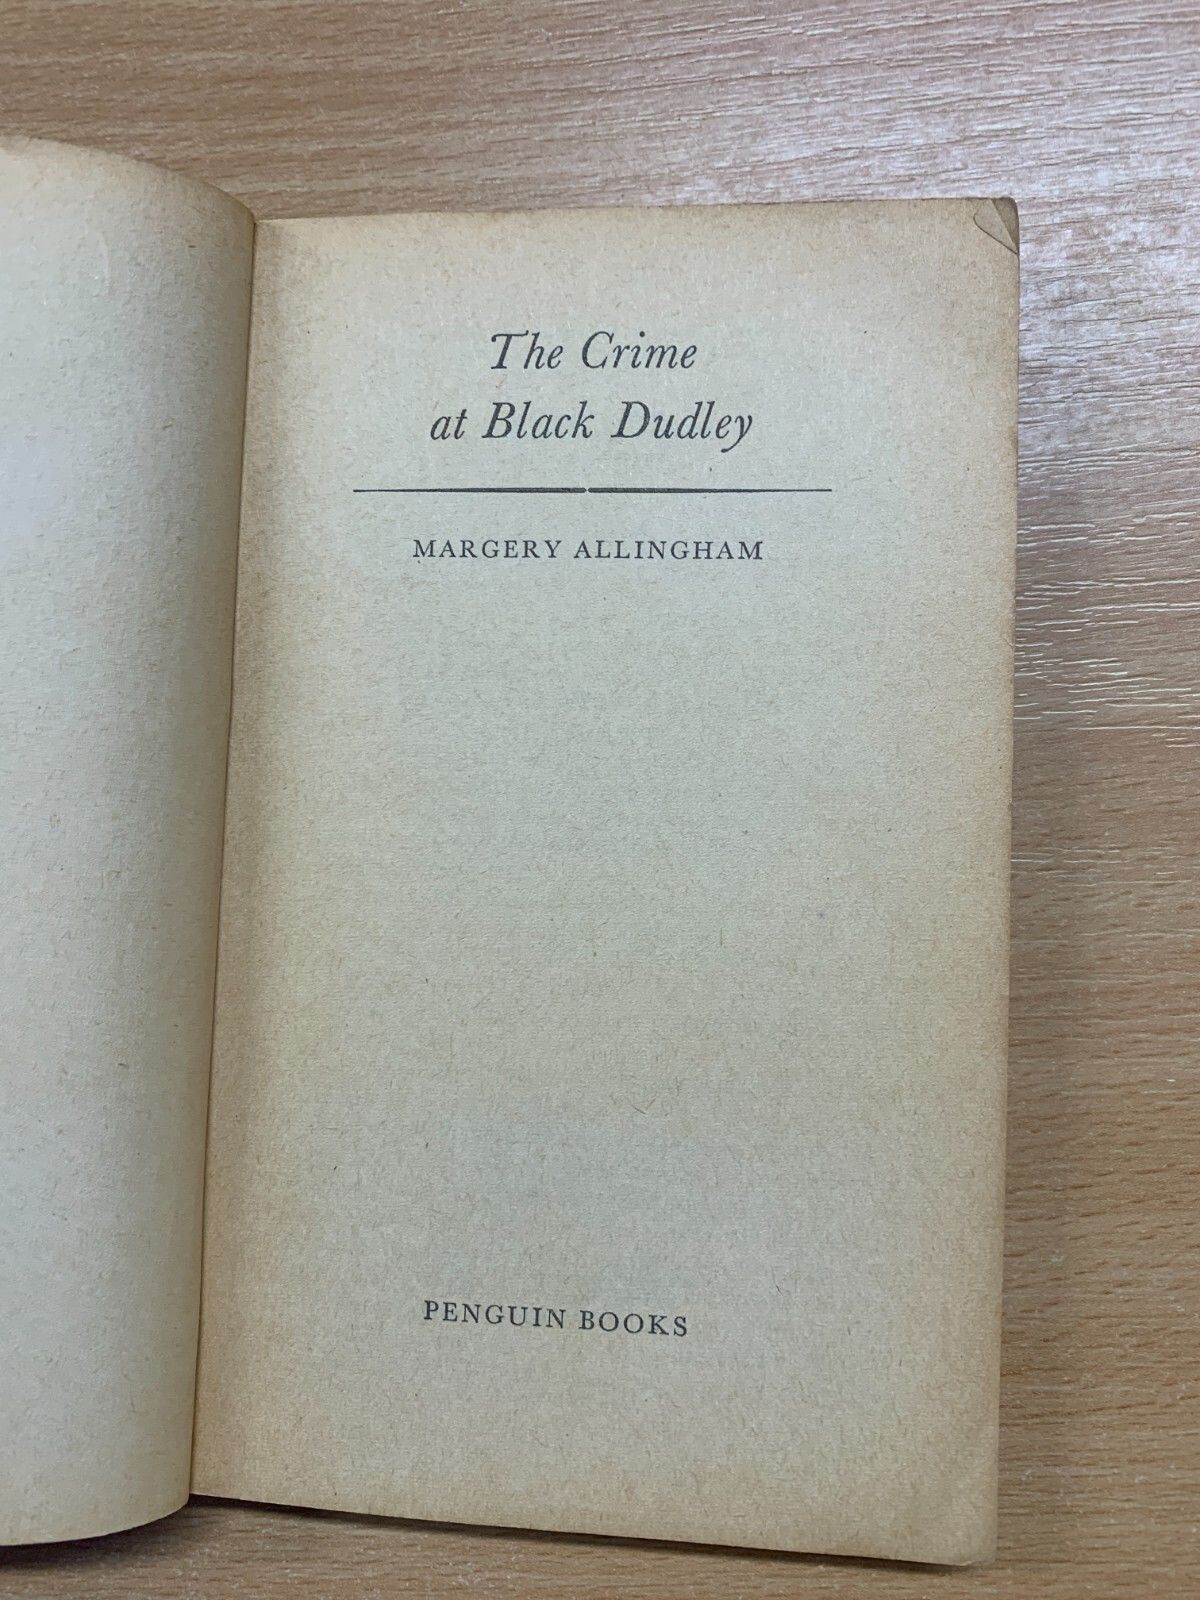 The Crime
at Black Dudley
MARGERY ALLINGHAM
PENGUIN BOOKS